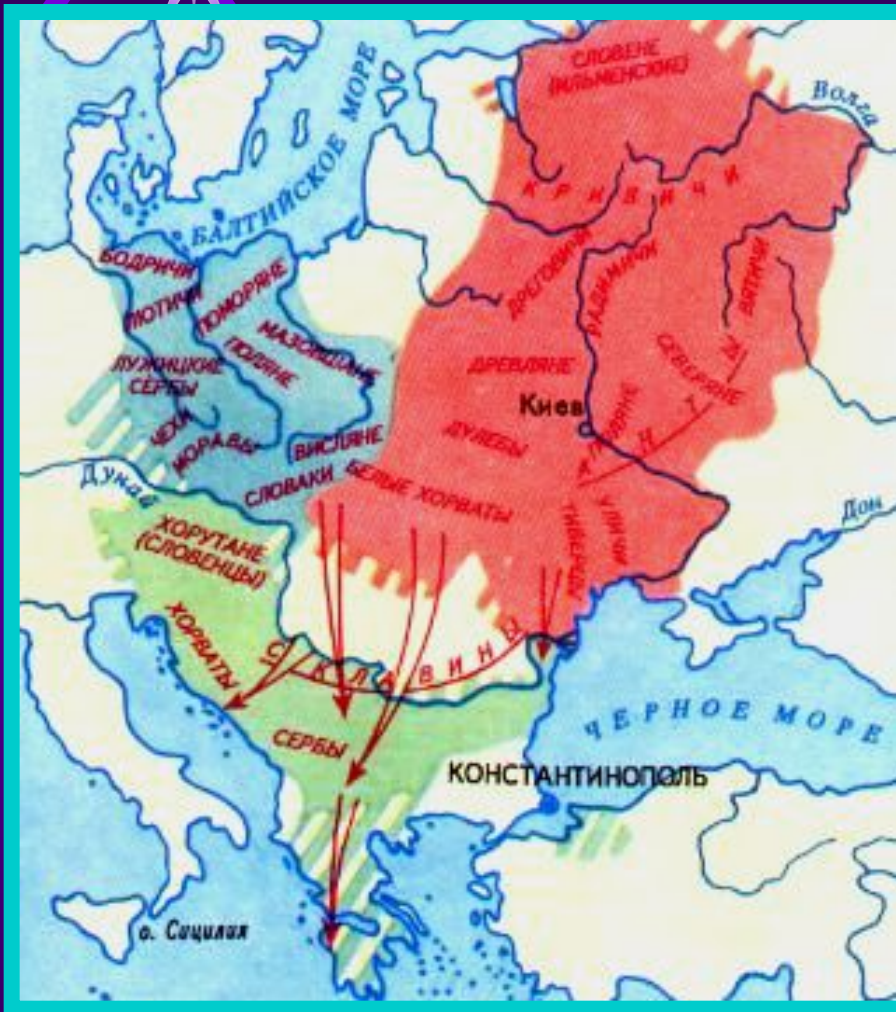 СЛОВЕНЕ
(ИЛЬМЕНСКИЕ)
Волга
БАЛТИЙСКОЕ МОРЕ
КРИВИЧИ
БОДРИЧИ
ЛЮТИЧИ
ПОМОРЯНЕ
МАЗОВШАНЕ
ПОЛЯНЕ
ЛУЖИЦКИЕ
СЕРБЫ
ЧЕХИ
МОРАВЫ
ВИСЛЯНЕ
СЛОВАКИ
ДРЕГОВИЧИ
РАДИМИЧИ
ВЯТИЧИ
СЕВЕРЯНЕ
ДРЕВЛЯНЕ
Киев
ПОЛЯНЕ
АНТЫ
ДУЛЕБЫ
БЕЛЫЕ ХОРВАТЫ
ТИВЕРЦЫ
УЛИЧИ
Дунай
Дон
ХОРУТАНЕ
(СЛОВЕНЦЫ)
ХОРВАТЫ
СКЛАВИНЫ
СЕРБЫ
ЧЕРНОЕ МОРЕ
КОНСТАНТИНОПОЛЬ
о. Сицилия